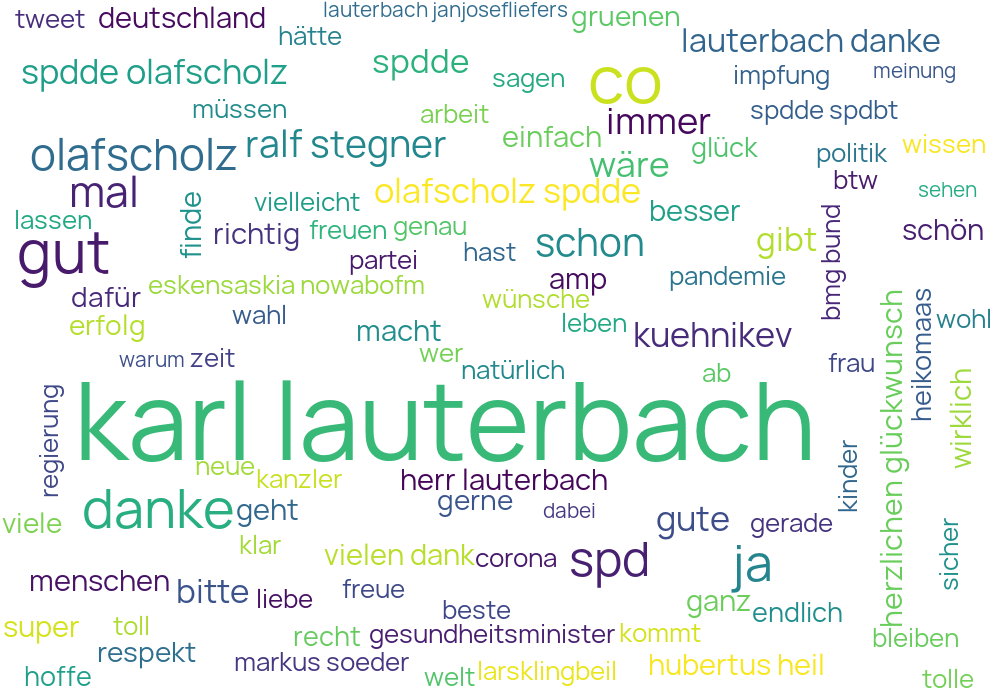 lauterbach janjosefliefers
tweet deutschland
gruenen
hätte
lauterbach danke
spdde olafscholz
spdde
sagen
co
impfung
meinung
müssen
arbeit
immer
spdde spdbt
olafscholz
ralf stegner
einfach
wäre
glück
politik
wissen
mal
olafscholz spdde
btw
sehen
lassen
finde
vielleicht
besser
gut
richtig
freuen
genau
hast
schon
gibt
bmg bund
schön
partei
amp
pandemie
dafür
eskensaskia
nowabofm
wünsche
erfolg
wahl
macht
leben
kuehnikev
heikomaas
wohl
warum
zeit
wer
natürlich
ab
frau
herzlichen glückwunsch
wirklich
regierung
karl lauterbach
neue
kanzler
herr lauterbach
kinder
danke
geht
gerne
dabei
gute
gerade
viele
klar
vielen dank
corona
spd
ja
sicher
menschen
bitte
liebe
freue
beste
ganz
endlich
super
toll
recht
gesundheitsminister
kommt
bleiben
respekt
markus soeder
hubertus heil
hoffe
welt
larsklingbeil
tolle